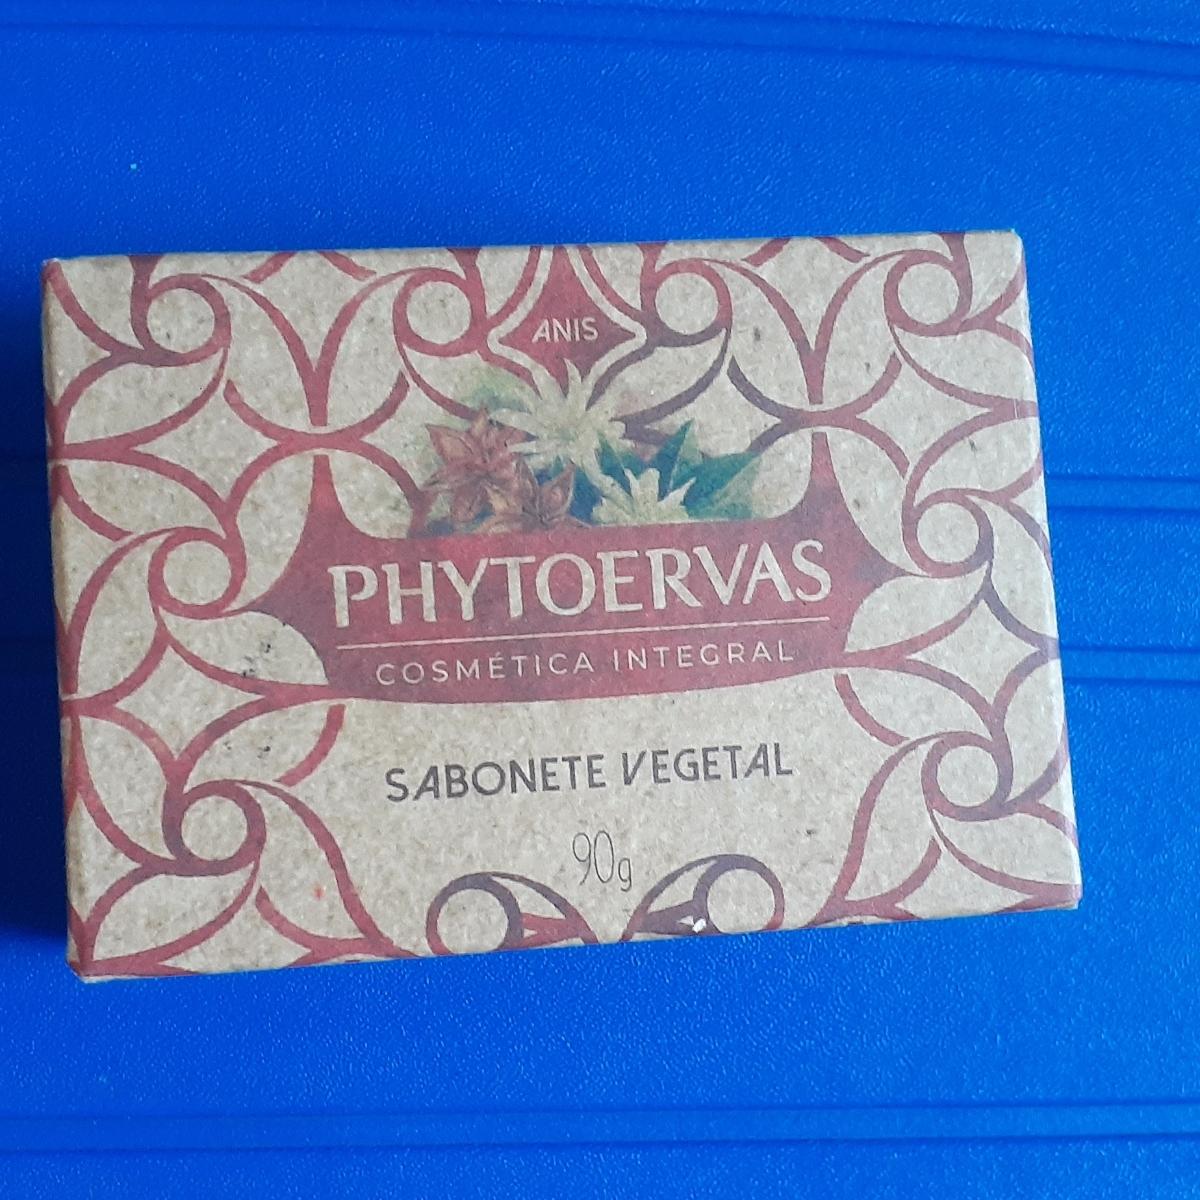 ANIS
PHYTOERVAS
COSMÉTICA INTEGRAL
SABONETE VEGETAL
90g